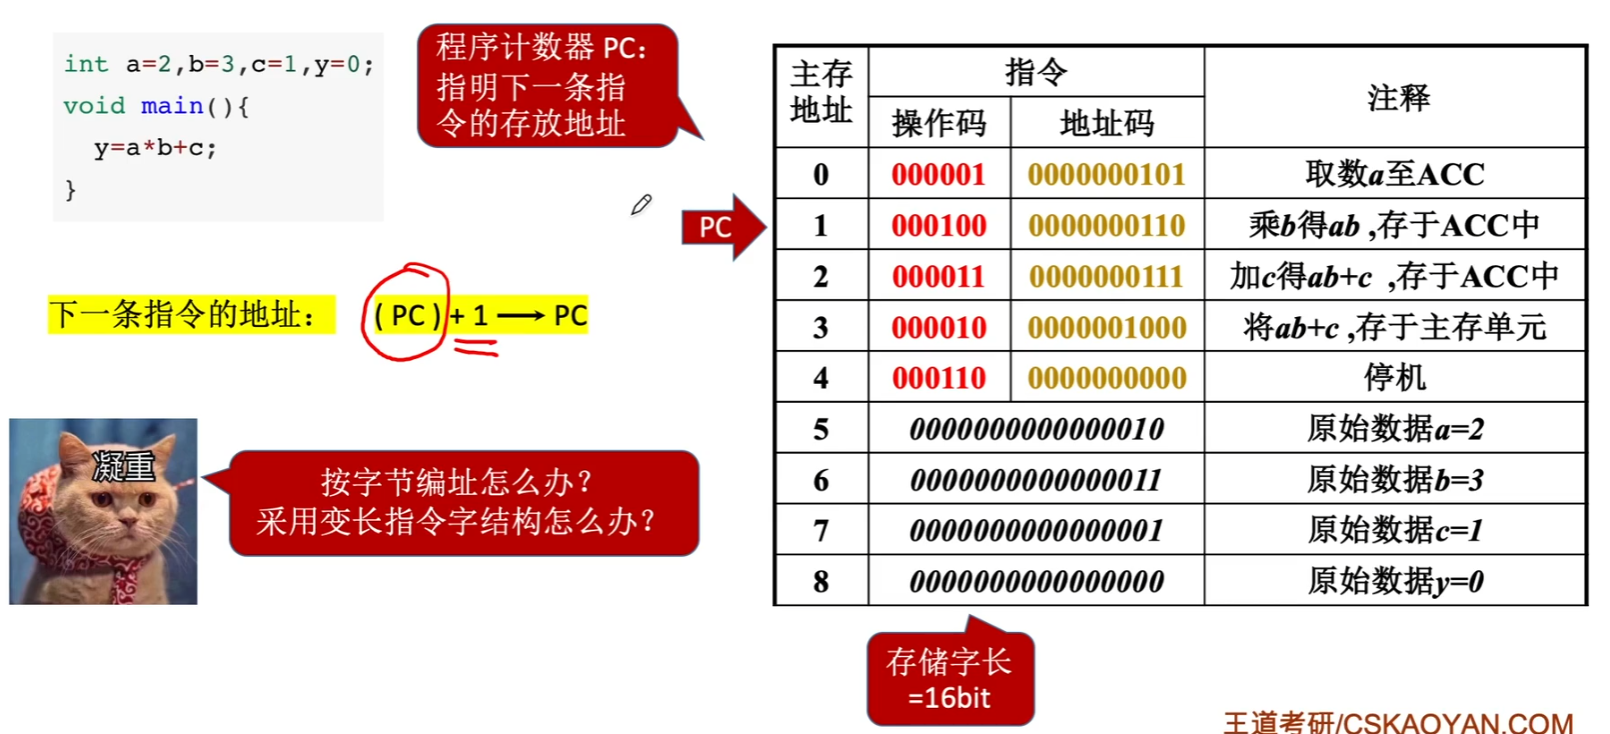 int a=2,b=3,c=1,y=0;
void main(){
y=a*b+c;
}
程序计数器 PC：
指明下一条指
令的存放地址
PC
下一条指令的地址： ( PC ) + 1 ⟶ PC
凝重
按字节编址怎么办？
采用变长指令字结构怎么办？
主存地址 指令 注释
操作码 地址码
0 000001 0000000101 取数a至ACC
1 000100 0000000110 乘b得ab ,存于ACC中
2 000011 0000000111 加c得ab+c ,存于ACC中
3 000010 0000001000 将ab+c ,存于主存单元
4 000110 0000000000 停机
5 0000000000000010 原始数据a=2
6 0000000000000011 原始数据b=3
7 0000000000000001 原始数据c=1
8 0000000000000000 原始数据y=0
存储字长
=16bit
王道考研/CSKAOYAN.COM